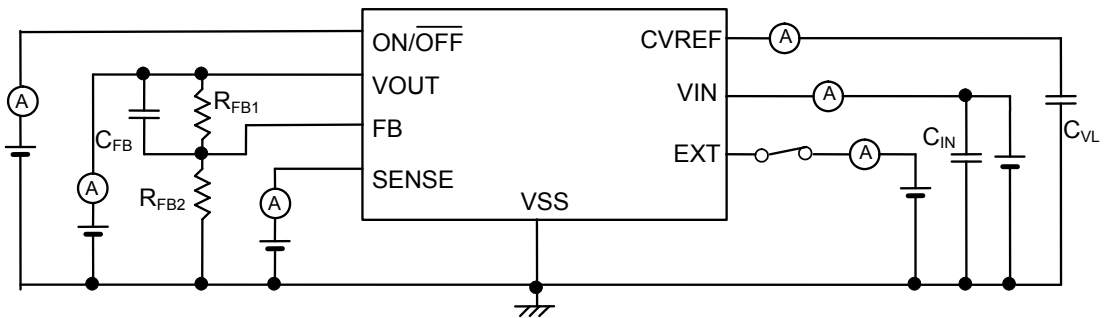 ON/OFF
VOUT
FB
SENSE
VSS
CVREF
VIN
EXT
A
A
A
A
A
A
R_FB1
C_FB
R_FB2
C_IN
C_VL